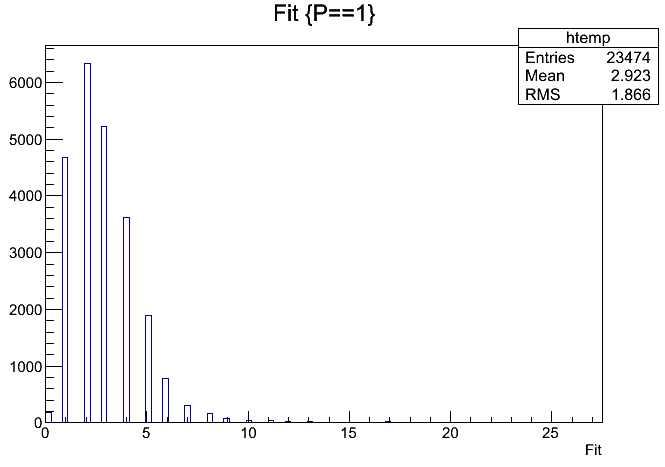 Fit {P==1}
htemp
Entries 23474
Mean 2.923
RMS 1.866
6000
5000
4000
3000
2000
1000
0
0 5 10 15 20 25
Fit